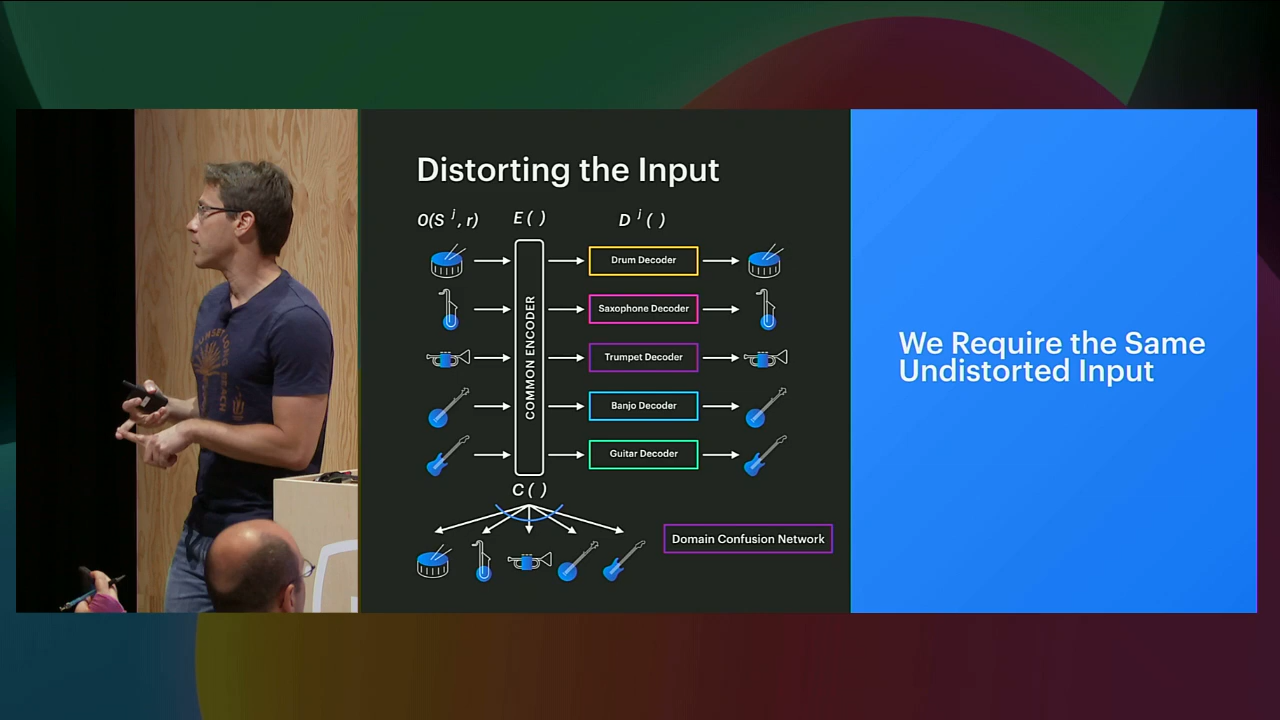 Distorting the Input
O(S j, r) E ( ) D j ( )
Drum Decoder
Saxophone Decoder
Trumpet Decoder
Banjo Decoder
Guitar Decoder
COMMON ENCODER
C ( )
Domain Confusion Network
We Require the Same
Undistorted Input